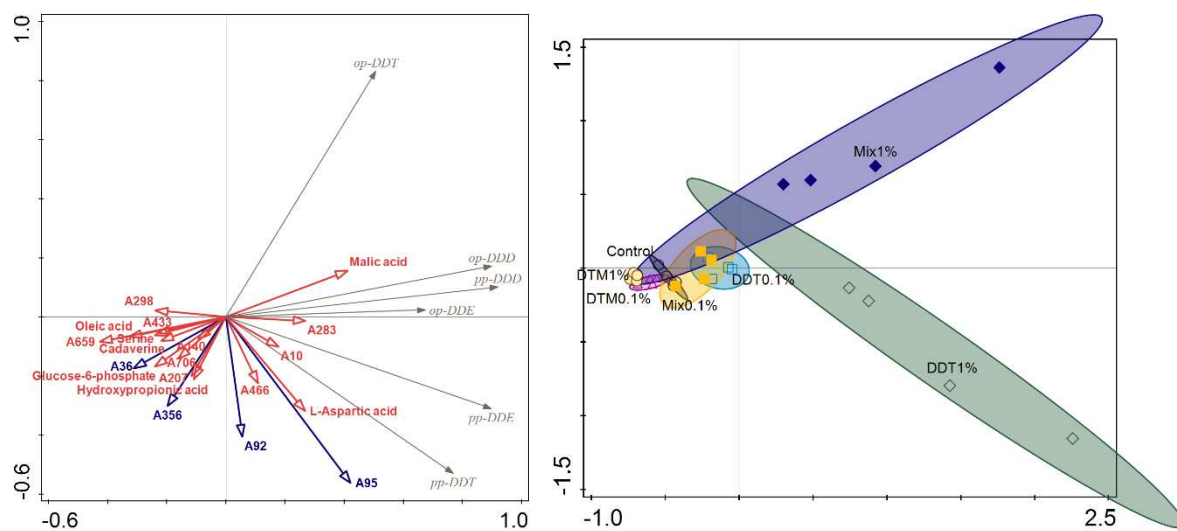 1.0
op-DDT
op-DDD
Malic acid
pp-DDD
A298
op-DDE
Oleic acid
A433
A283
A659
Serine
A140
Cadaverine
A10
A36
A706
Glucose-6-phosphate
A207
A466
Hydroxypropionic acid
pp-DDE
A356
L-Aspartic acid
A92
pp-DDT
A95
-0.6
-0.6
1.0
1.5
Mix1%
Control
DTM1%
DDT0.1%
DTM0.1%
Mix0.1%
DDT1%
-1.5
-1.0
2.5